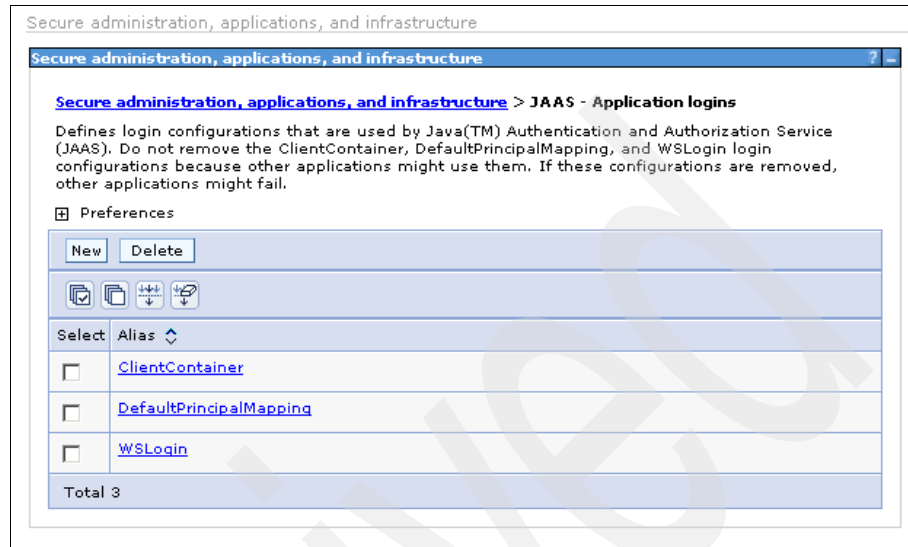 Secure administration, applications, and infrastructure
Secure administration, applications, and infrastructure ? -
Secure administration, applications, and infrastructure > JAAS - Application logins
Defines login configurations that are used by Java(TM) Authentication and Authorization Service
(JAAS). Do not remove the ClientContainer, DefaultPrincipalMapping, and WSLogin login
configurations because other applications might use them. If these configurations are removed,
other applications might fail.
+ Preferences
New Delete
Select Alias
ClientContainer
DefaultPrincipalMapping
WSLogin
Total 3